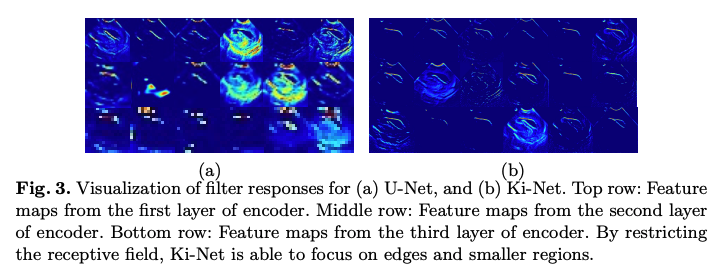 (a)
(b)
Fig. 3. Visualization of filter responses for (a) U-Net, and (b) Ki-Net. Top row: Feature
maps from the first layer of encoder. Middle row: Feature maps from the second layer
of encoder. Bottom row: Feature maps from the third layer of encoder. By restricting
the receptive field, Ki-Net is able to focus on edges and smaller regions.